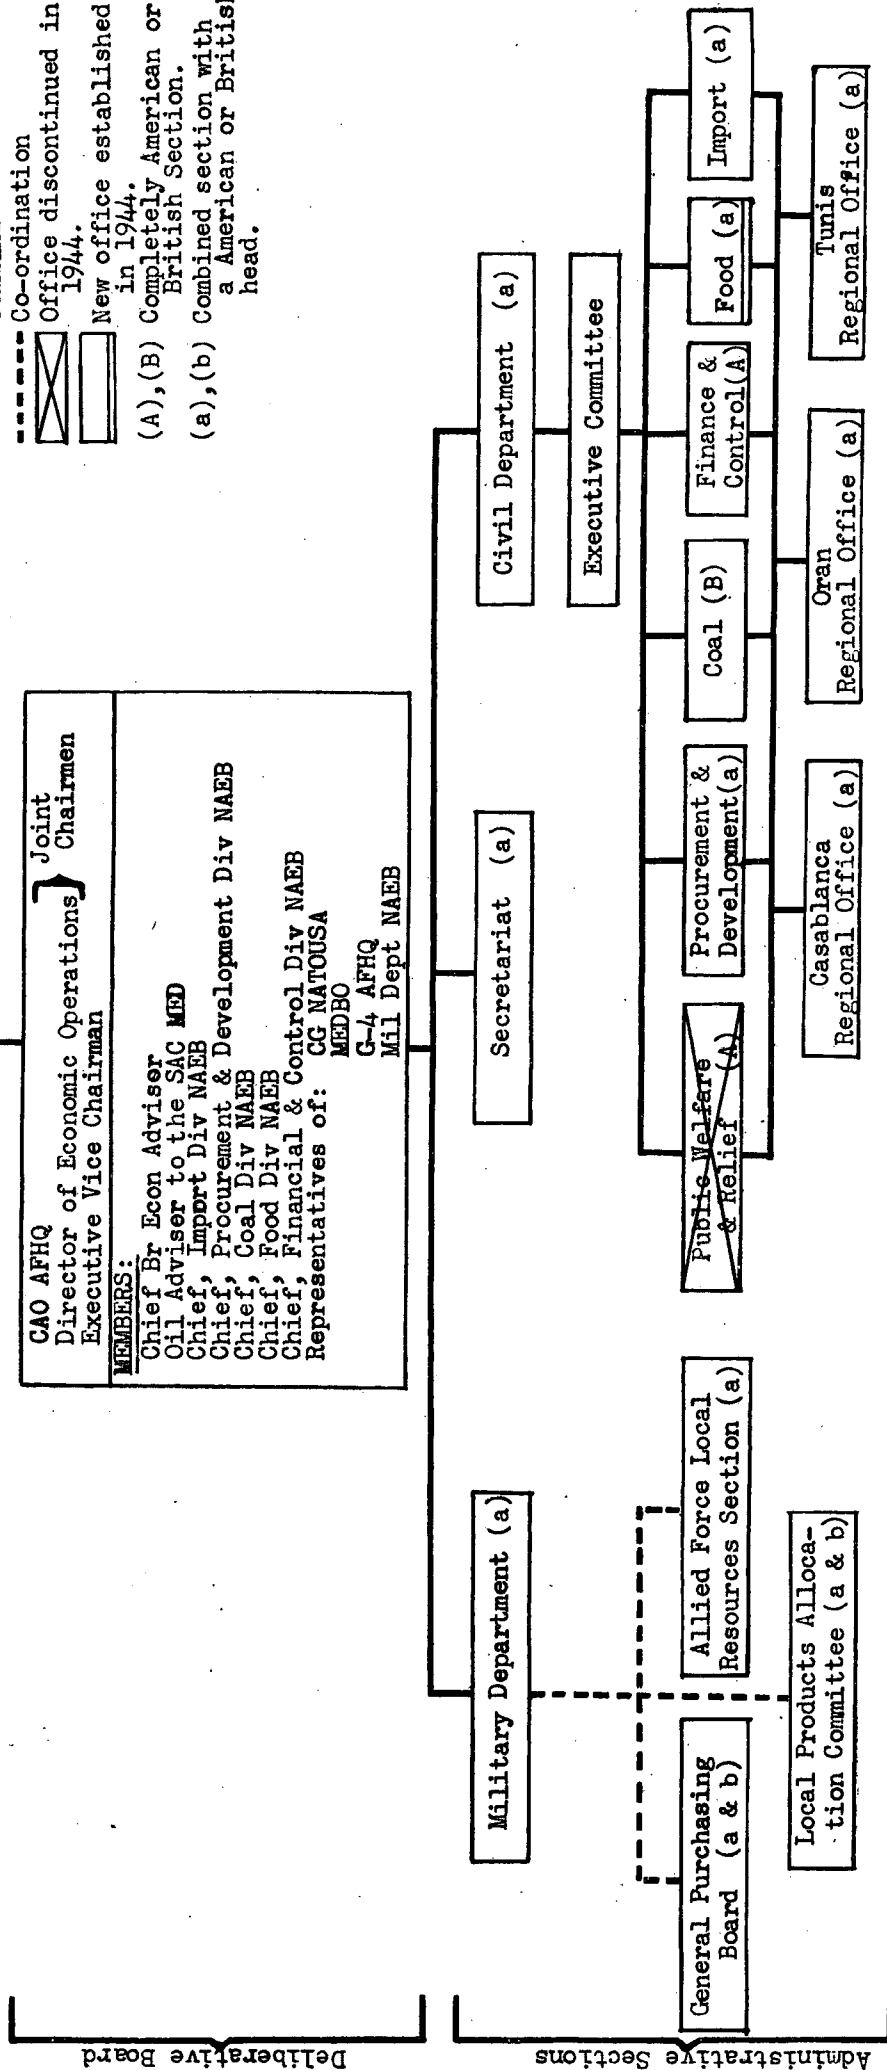 Co-ordination
Office discontinued in
1944.
New office established
in 1944.
(A),(B) Completely American or
British Section.
(a),(b) Combined section with
a American or British
head.
Deliberative Board
CAO AFHQ
Director of Economic Operations
Joint
Chairmen
Executive Vice Chairman
MEMBERS:
Chief Br Econ Adviser
Oil Adviser to the SAC MED
Chief, Import Div NAEB
Chief, Procurement & Development Div NAEB
Chief, Coal Div NAEB
Chief, Food Div NAEB
Chief, Financial & Control Div NAEB
Representatives of: CG NATOUSA
MEDBO
G-4 AFHQ
Mil Dept NAEB
Administrative Sections
Military Department (a)
Secretariat (a)
Civil Department (a)
Executive Committee
General Purchasing
Board (a & b)
Allied Force Local
Resources Section (a)
Local Products Alloca-
tion Committee (a & b)
Public Welfare
& Relief (A)
Procurement &
Development(a)
Coal (B)
Finance &
Control(A)
Food (a)
Import (a)
Casablanca
Regional Office (a)
Oran
Regional Office (a)
Tunis
Regional Office (a)